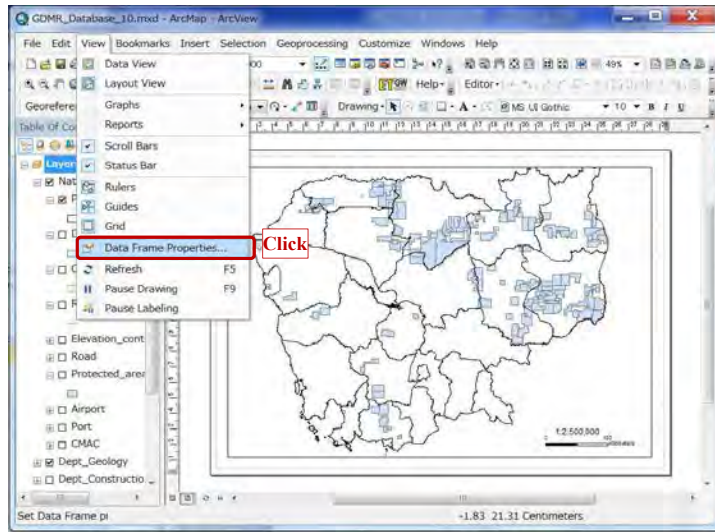 GDMR_Database_10.mxd - ArcMap - ArcView
File Edit View Bookmarks Insert Selection Geoprocessing Customize Windows Help
Data View
49%
Layout View
Help
Editor
Georefere
Graphs
Drawing
A
MS UI Gothic
10
B I U
Table Of Co
Reports
Layer
Scroll Bars
Nat
Status Bar
P
Rulers
Guides
Grid
Data Frame Properties...
Click
Refresh F5
Pause Drawing F9
Pause Labeling
Elevation_cont
Road
Protected_area
Airport
Port
CMAC
Dept_Geology
Dept_Constructio
1:2,500,000
Set Data Frame pi
-1.83 21.31 Centimeters